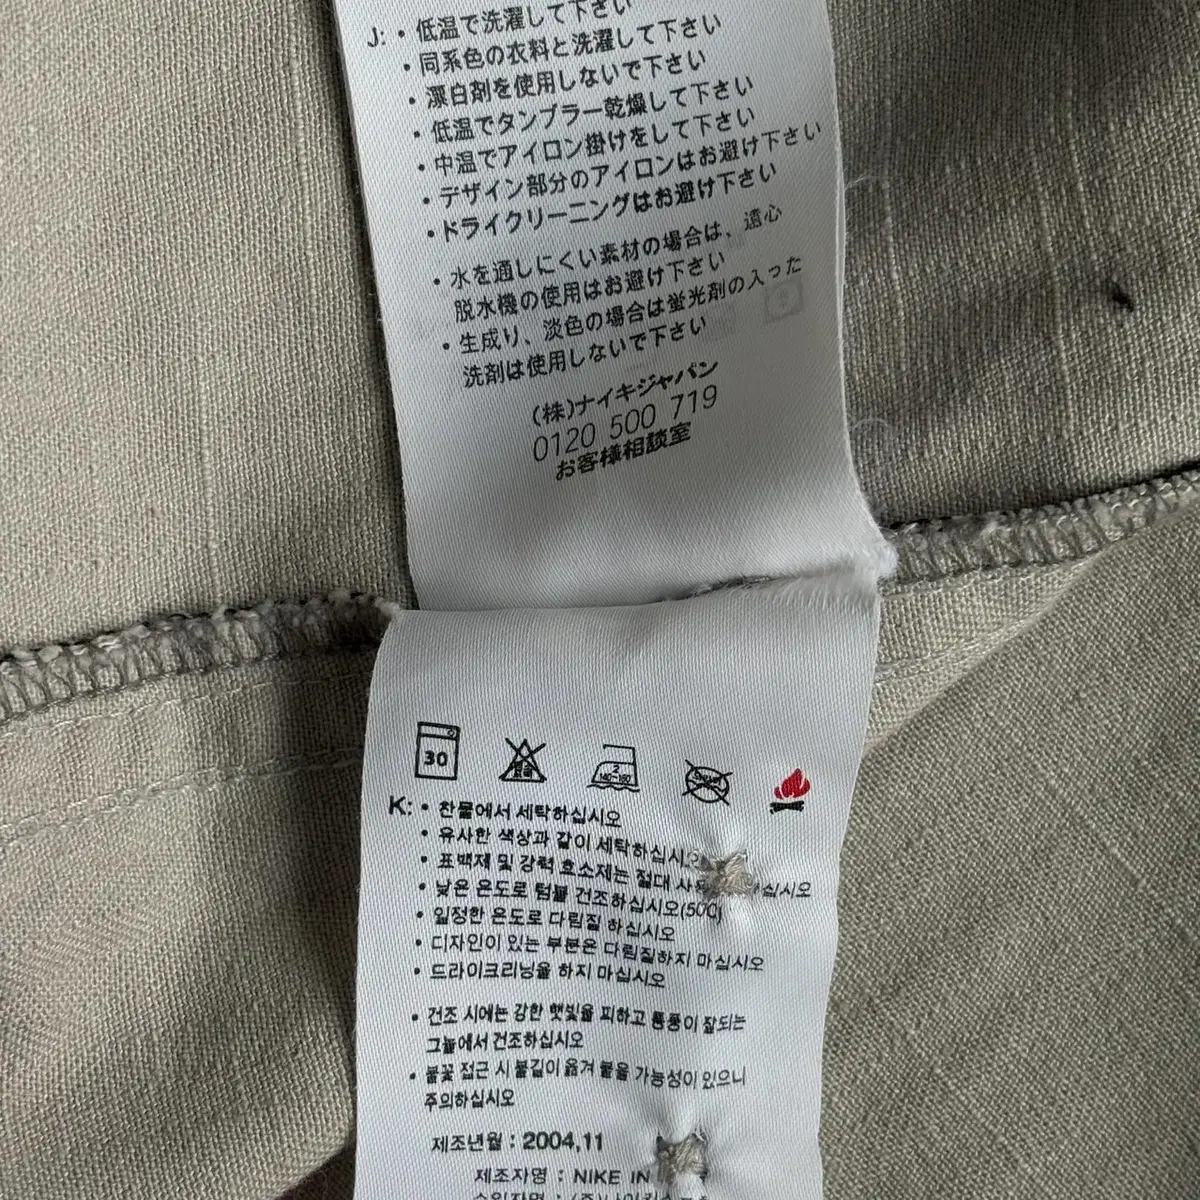 J: • 低温で洗濯して下さい
• 同系色の衣料と洗濯して下さい
• 漂白剤を使用しないで下さい
• 低温でタンブラー乾燥して下さい
• 中温でアイロン掛けをして下さい
• デザイン部分のアイロンはお避け下さい
• ドライクリーニングはお避け下さい
• 水を通しにくい素材の場合は、遠心
脱水機の使用はお避け下さい
• 生成り、淡色の場合は蛍光剤の入った
洗剤は使用しないで下さい
(株)ナイキジャパン
0120 500 719
お客様相談室
30
2
140~160
K: • 찬물에서 세탁하십시오
• 유사한 색상과 같이 세탁하십시오
• 표백제 및 강력 효소제는 절대 사용 십시오
• 낮은 온도로 텀블 건조하십시오(50C)
• 일정한 온도로 다림질 하십시오
• 디자인이 있는 부분은 다림질하지 마십시오
• 드라이크리닝을 하지 마십시오
• 건조 시에는 강한 햇빛을 피하고 통풍이 잘되는
그늘에서 건조하십시오
• 불꽃 접근 시 불길이 옮겨 붙을 가능성이 있으니
주의하십시오
제조년월 : 2004,11
제조자명 : NIKE IN